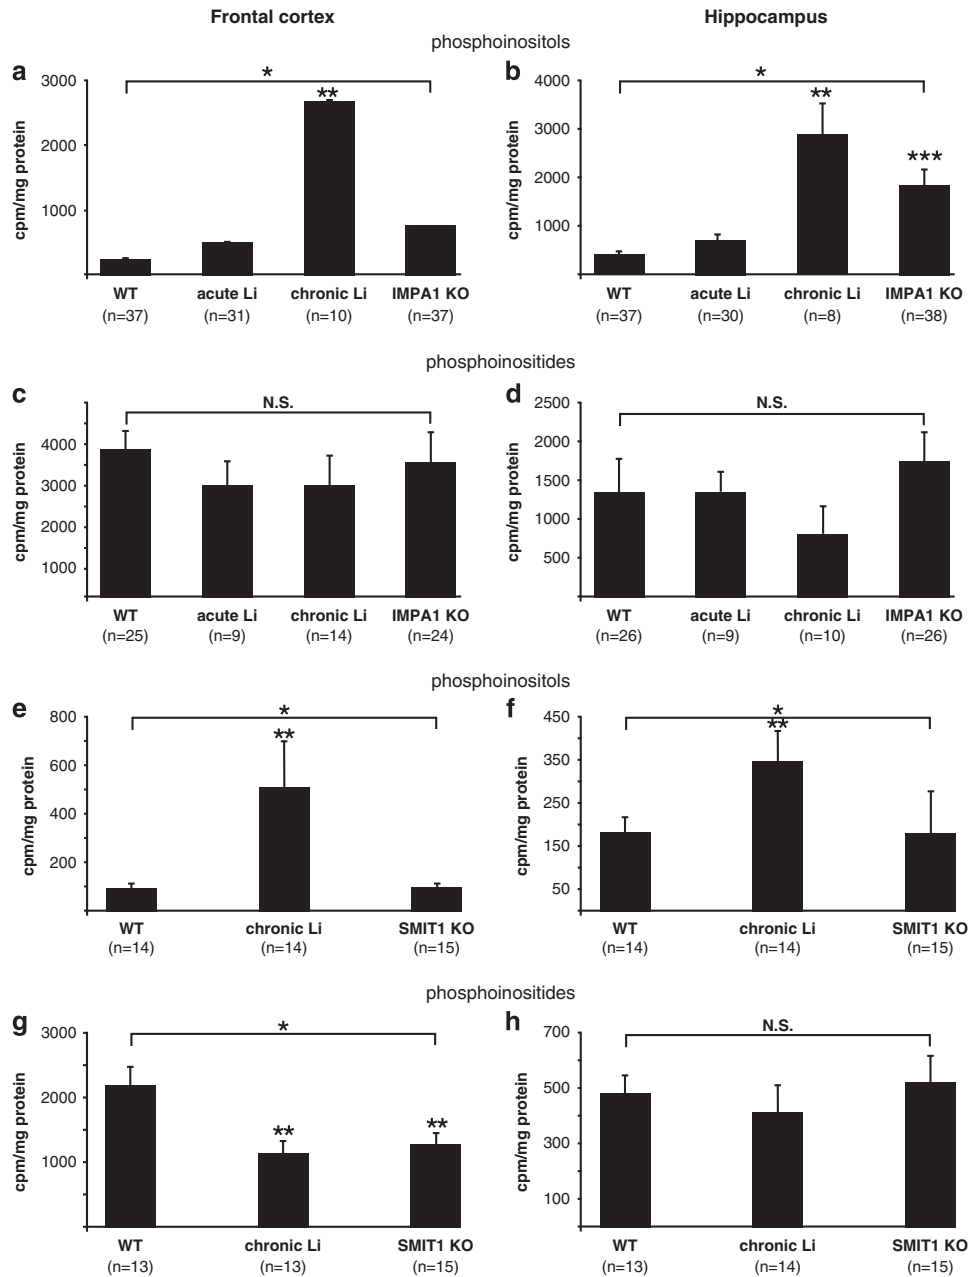 Frontal cortex
Hippocampus
phosphoinositols
a
cpm/mg protein
3000
2000
1000
*
**
WT
acute Li
chronic Li
IMPA1 KO
(n=37)
(n=31)
(n=10)
(n=37)
b
cpm/mg protein
4000
3000
2000
1000
*
**
***
WT
acute Li
chronic Li
IMPA1 KO
(n=37)
(n=30)
(n=8)
(n=38)
phosphoinositides
c
cpm/mg protein
4000
3000
2000
1000
N.S.
WT
acute Li
chronic Li
IMPA1 KO
(n=25)
(n=9)
(n=14)
(n=24)
d
cpm/mg protein
2500
2000
1500
1000
500
N.S.
WT
acute Li
chronic Li
IMPA1 KO
(n=26)
(n=9)
(n=10)
(n=26)
phosphoinositols
e
cpm/mg protein
800
600
400
200
*
**
WT
chronic Li
SMIT1 KO
(n=14)
(n=14)
(n=15)
f
cpm/mg protein
450
350
250
150
50
*
**
WT
chronic Li
SMIT1 KO
(n=14)
(n=14)
(n=15)
phosphoinositides
g
cpm/mg protein
3000
2000
1000
*
**
**
WT
chronic Li
SMIT1 KO
(n=13)
(n=13)
(n=15)
h
cpm/mg protein
700
500
300
100
N.S.
WT
chronic Li
SMIT1 KO
(n=13)
(n=14)
(n=15)